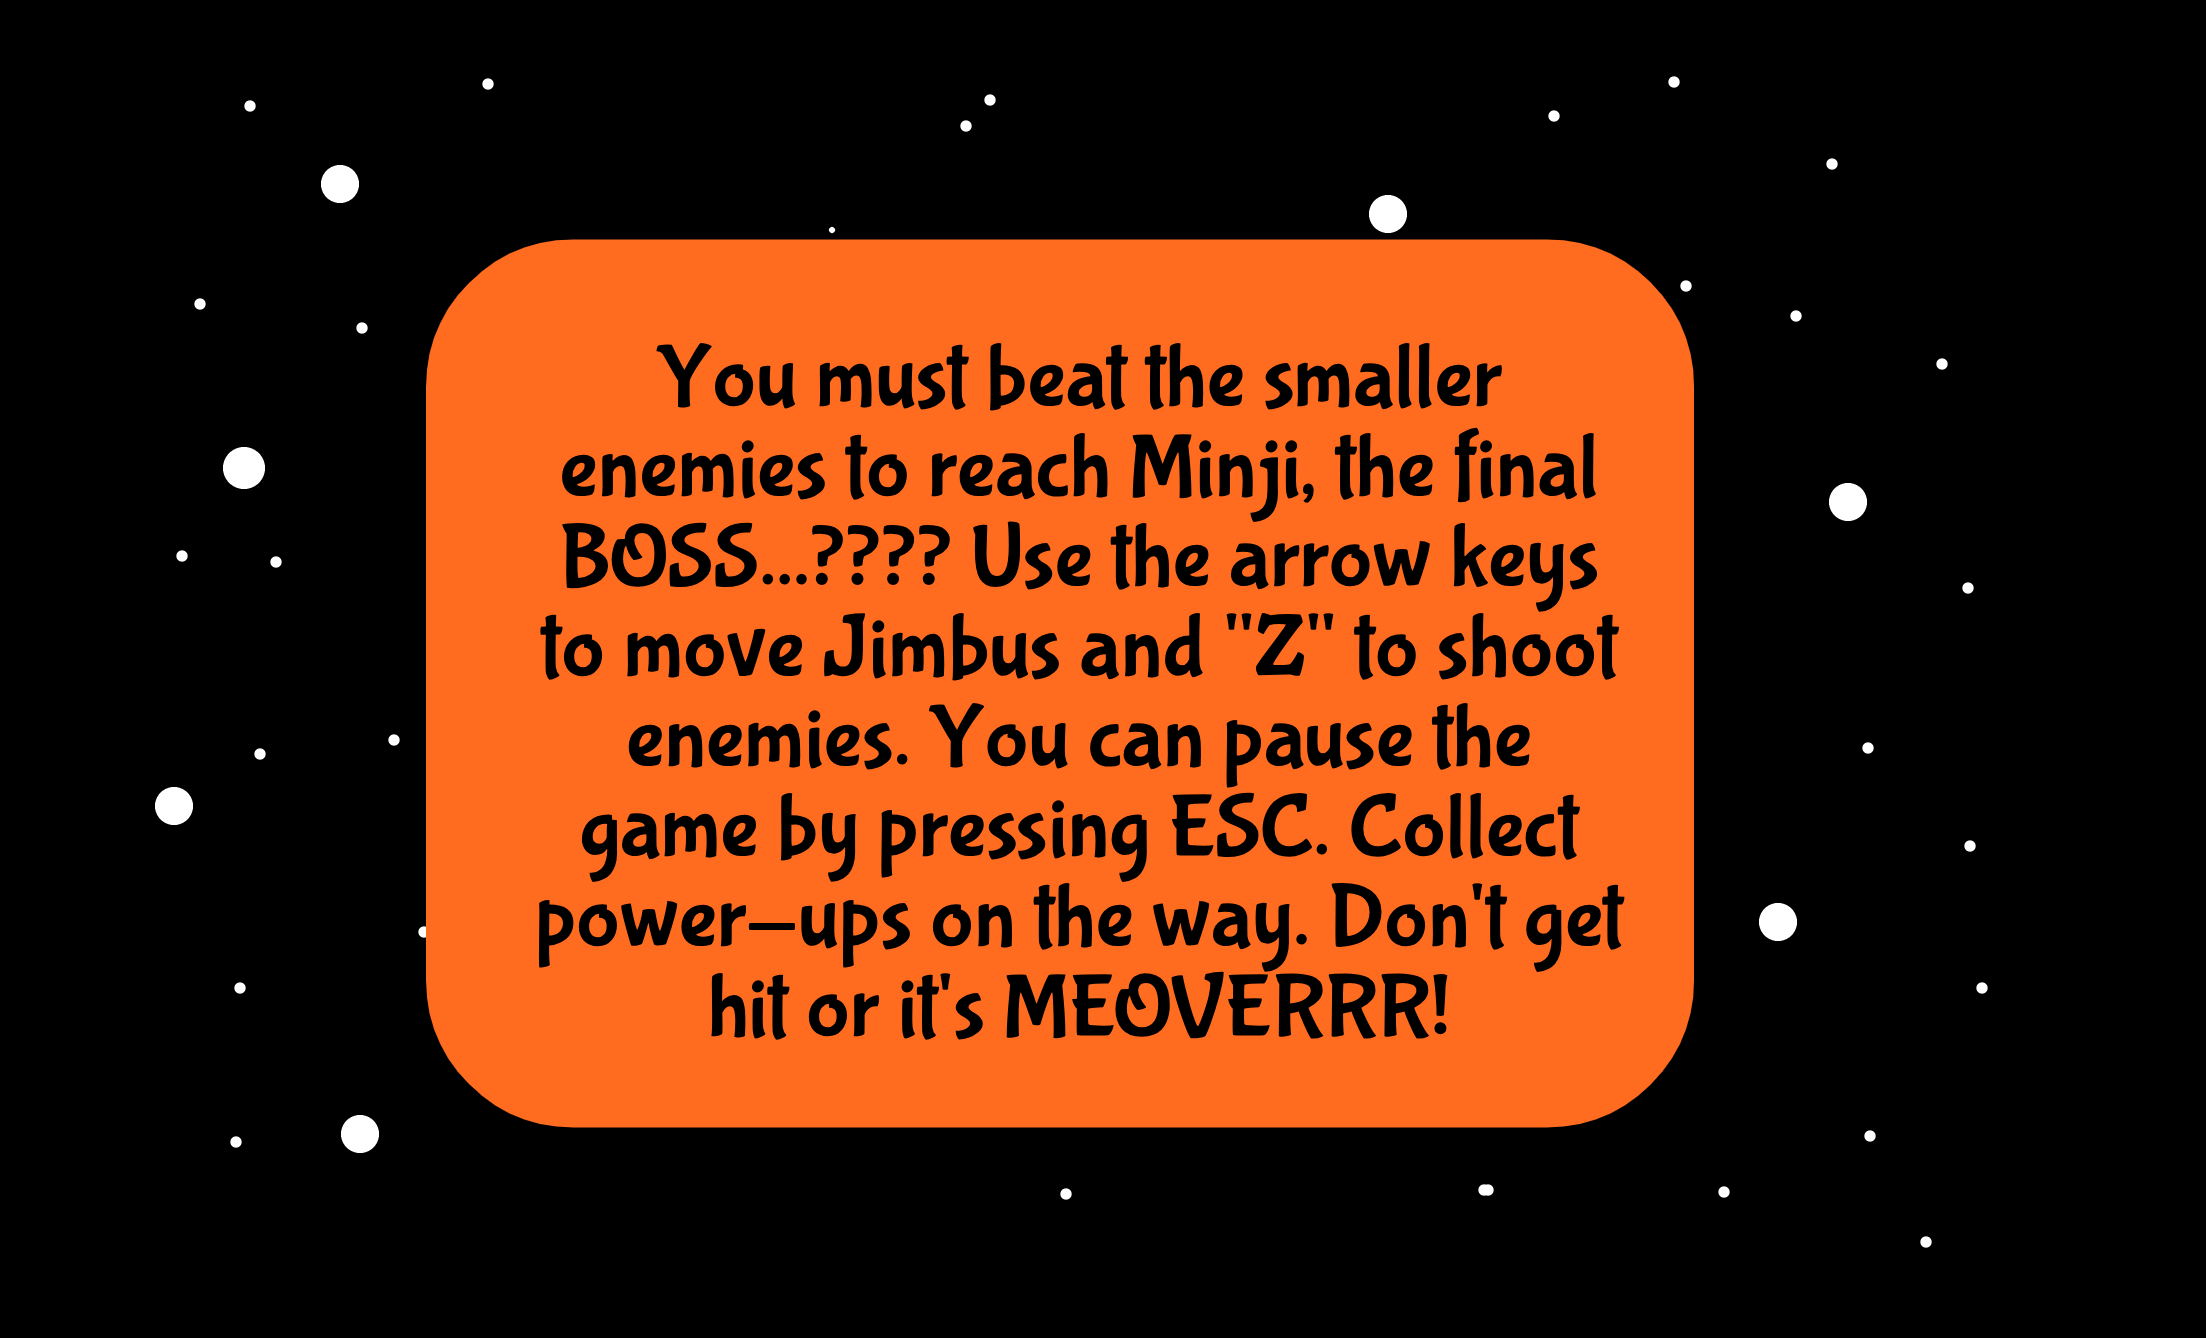 You must beat the smaller
enemies to reach Minji, the final
BOSS...???? Use the arrow keys
to move Jimbus and "Z" to shoot
enemies. You can pause the
game by pressing ESC. Collect
power-ups on the way. Don't get
hit or it's MEOVERRR!